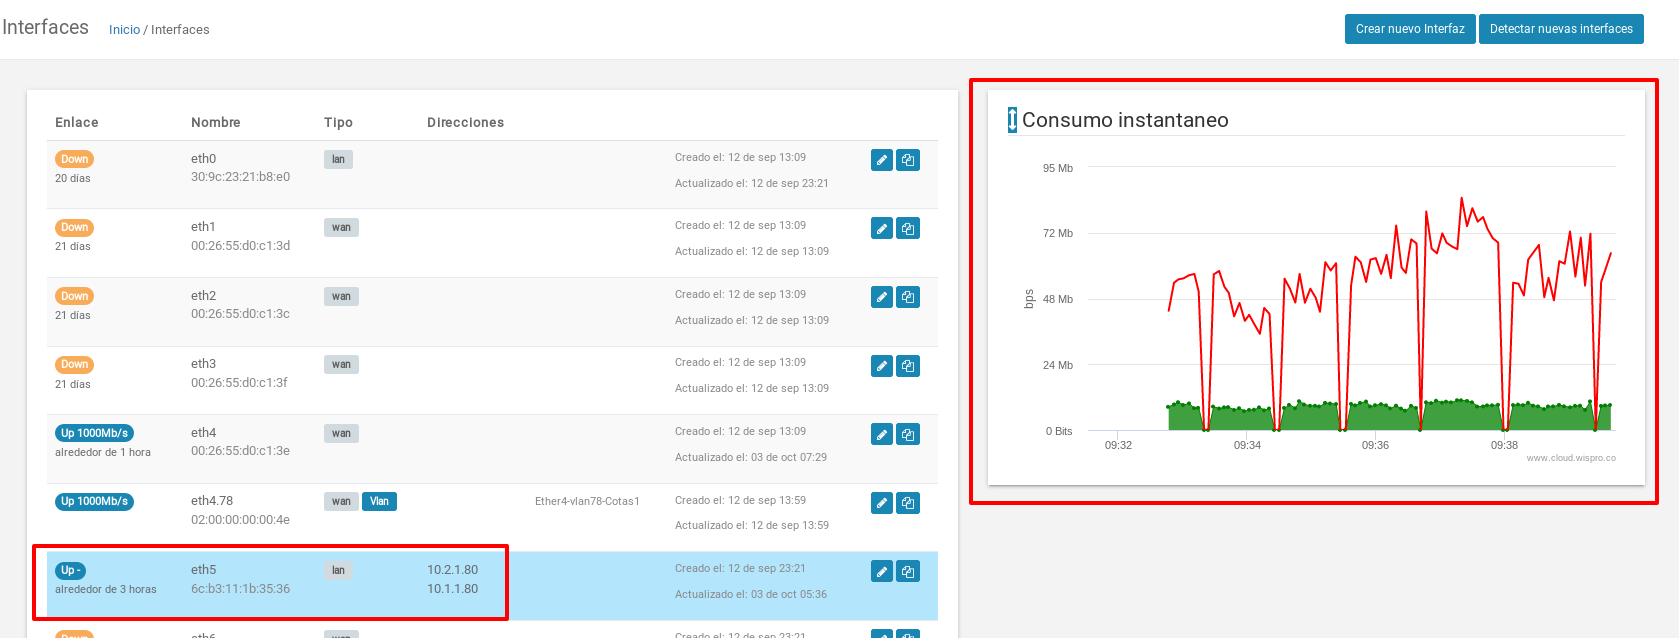 Interfaces Inicio / Interfaces
Crear nuevo Interfaz Detectar nuevas interfaces
Enlace Nombre Tipo Direcciones
Down eth0 lan Creado el: 12 de sep 13:09
20 días 30:9c:23:21:b8:e0 Actualizado el: 12 de sep 23:21
Down eth1 wan Creado el: 12 de sep 13:09
21 días 00:26:55:d0:c1:3d Actualizado el: 12 de sep 13:09
Down eth2 wan Creado el: 12 de sep 13:09
21 días 00:26:55:d0:c1:3c Actualizado el: 12 de sep 13:09
Down eth3 wan Creado el: 12 de sep 13:09
21 días 00:26:55:d0:c1:3f Actualizado el: 12 de sep 13:09
Up 1000Mb/s eth4 wan Creado el: 12 de sep 13:09
alrededor de 1 hora 00:26:55:d0:c1:3e Actualizado el: 03 de oct 07:29
Up 1000Mb/s eth4.78 wan Vlan Ether4-vlan78-Cotas1 Creado el: 12 de sep 13:59
02:00:00:00:00:4e Actualizado el: 12 de sep 13:59
Up - eth5 lan 10.2.1.80 Creado el: 12 de sep 23:21
alrededor de 3 horas 6c:b3:11:1b:35:36 10.1.1.80 Actualizado el: 03 de oct 05:36
Down eth6 wan Creado el: 12 de sep 23:21
Consumo instantaneo
95 Mb
72 Mb
48 Mb
24 Mb
0 Bits
bps
09:32 09:34 09:36 09:38
www.cloud.wispro.co